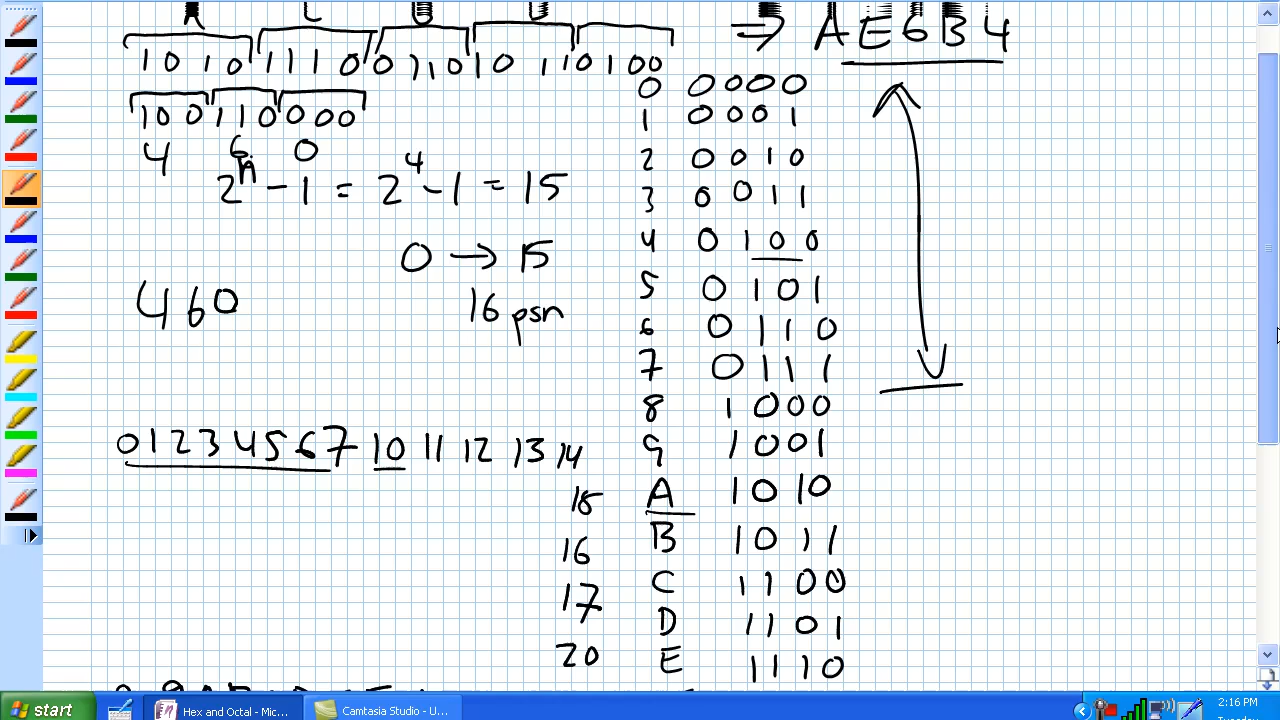 ⇒ AE6B4
1010 1110 0110 1011 0100
100 110 000
4 6 0
2^n - 1 = 2^4 - 1 = 15
0 → 15
16 psn
460
0 1 2 3 4 5 6 7 10 11 12 13 14
15
16
17
20
0 0000
1 0001
2 0010
3 0011
4 0100
5 0101
6 0110
7 0111
8 1000
9 1001
A 1010
B 1011
C 1100
D 1101
E 1110
start
Hex and Octal - Mic...
Camtasia Studio - U...
2:16 PM
Tuesday